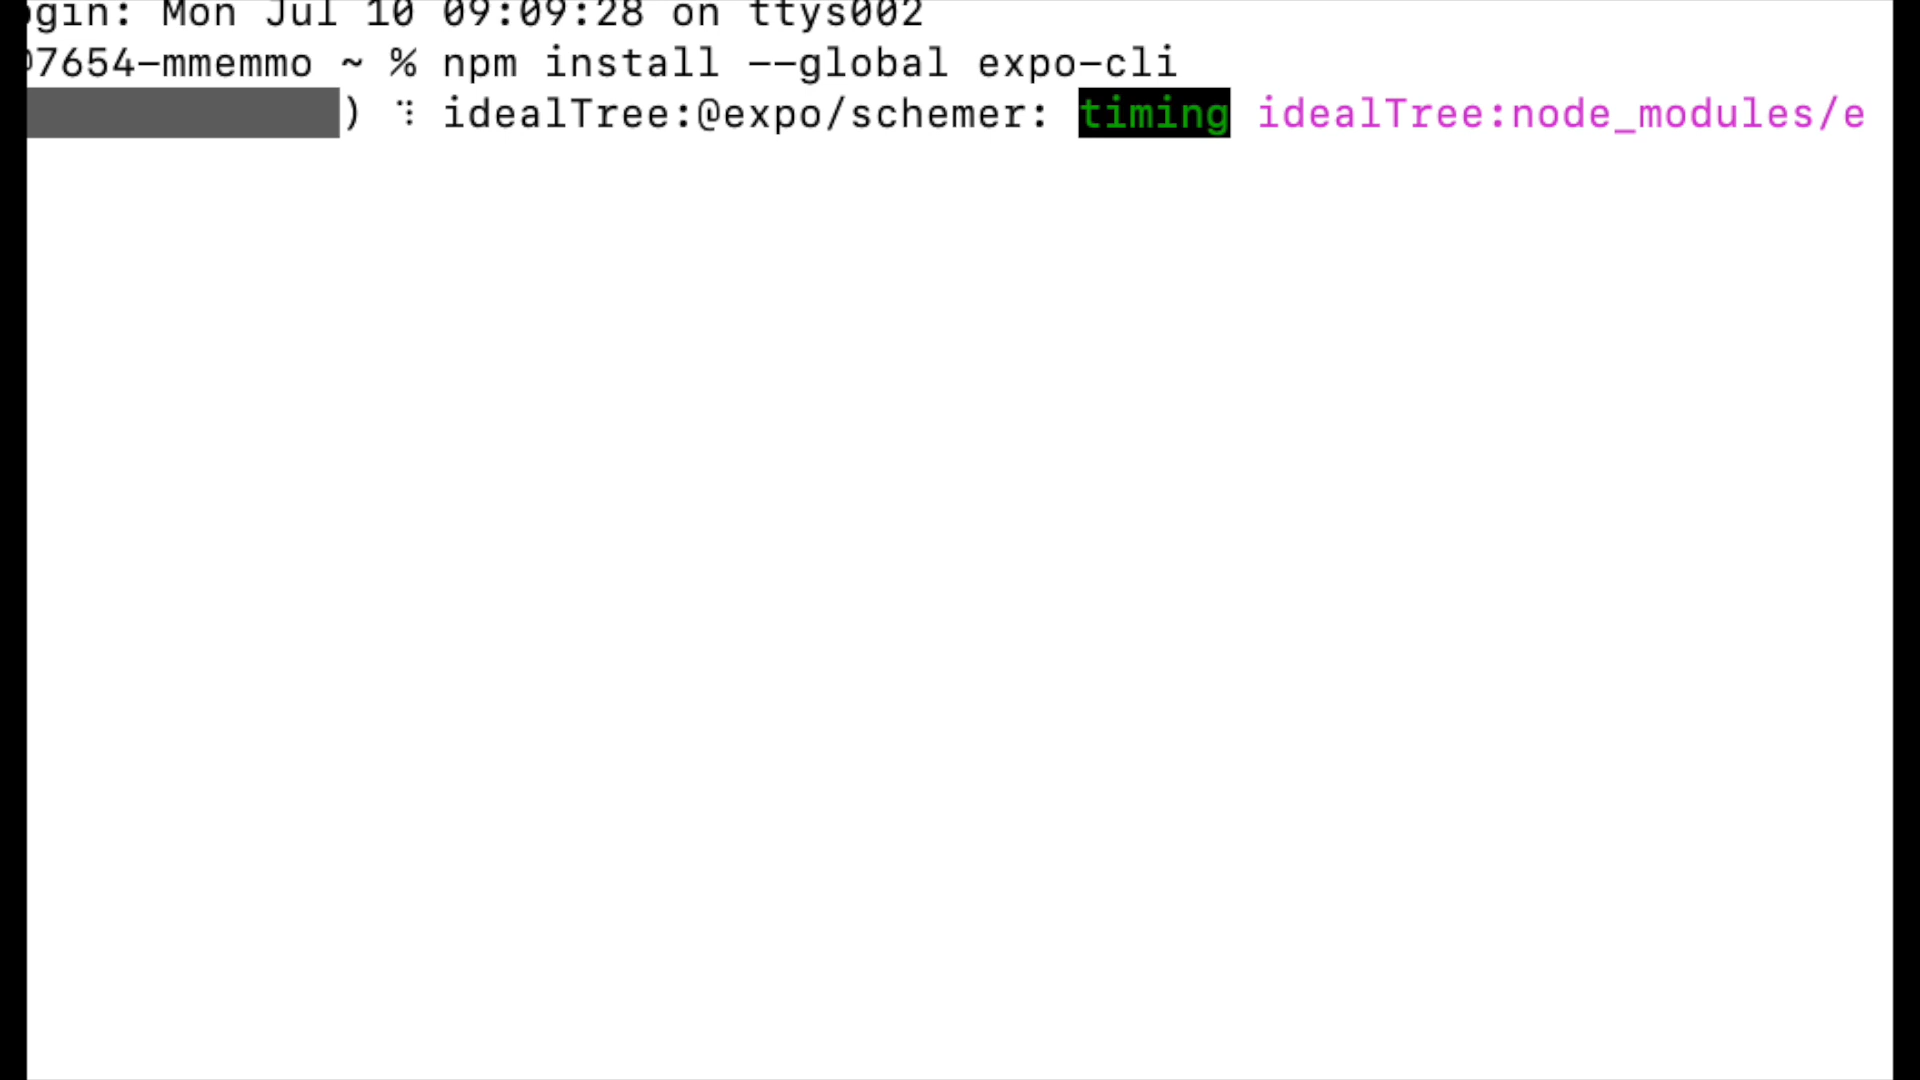 gin: Mon Jul 10 09:09:28 on ttys002
7654-mmemmo ~ % npm install --global expo-cli
) ⠹ idealTree:@expo/schemer: timing idealTree:node_modules/e